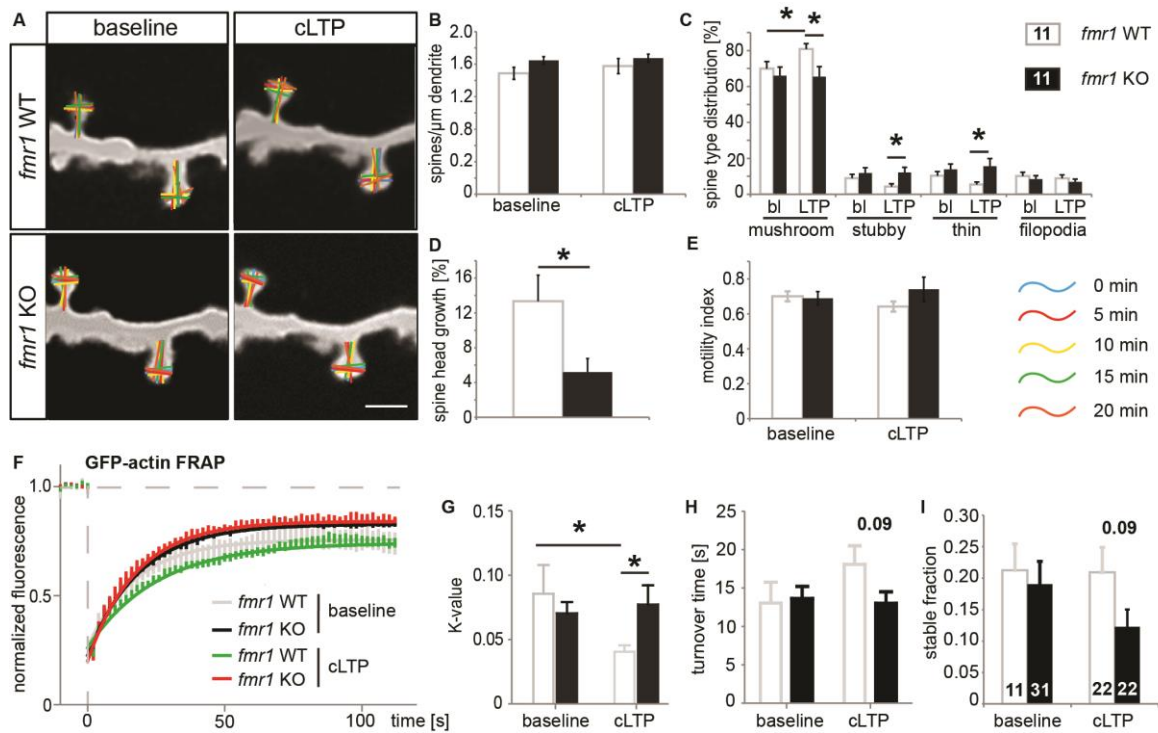 A
baseline
cLTP
fmr1 WT
fmr1 KO
B
spines/µm dendrite
2.0
1.6
1.2
0.8
0.4
0
baseline
cLTP
C
spine type distribution [%]
80
60
40
20
0
* *
*
*
bl LTP bl LTP bl LTP bl LTP
mushroom stubby thin filopodia
11 fmr1 WT
11 fmr1 KO
D
spine head growth [%]
16
12
8
4
0
*
E
motility index
0.8
0.6
0.4
0.2
0
baseline
cLTP
0 min
5 min
10 min
15 min
20 min
F
GFP-actin FRAP
normalized fluorescence
1.0
0.5
0
0 50 100 time [s]
fmr1 WT
fmr1 KO
baseline
fmr1 WT
fmr1 KO
cLTP
G
K-value
0.15
0.10
0.05
0
*
*
baseline cLTP
H
turnover time [s]
25
20
15
10
5
0
0.09
baseline cLTP
I
stable fraction
0.30
0.25
0.20
0.15
0.10
0.05
0.00
0.09
11 31 22 22
baseline cLTP